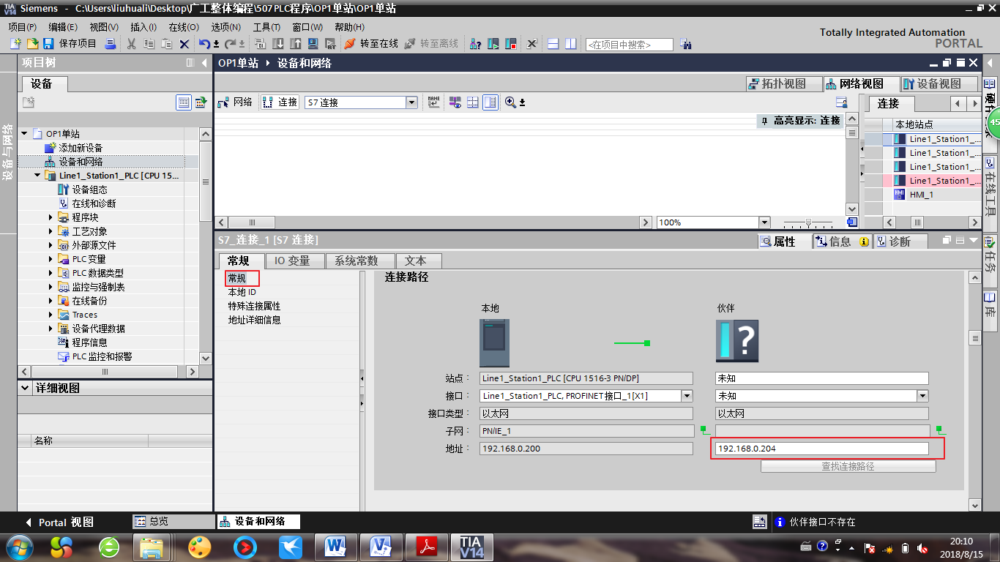 TIA V14 Siemens - C:\Users\liuhuali\Desktop\广工整体编程\507PLC程序\OP1单站\OP1单站
项目(P) 编辑(E) 视图(V) 插入(I) 在线(O) 选项(N) 工具(T) 窗口(W) 帮助(H)
Totally Integrated Automation
PORTAL
保存项目 转至在线 转至离线 <在项目中搜索>
项目树
OP1单站 设备和网络
设备
拓扑视图 网络视图 设备视图
网络 连接 S7 连接
连接
高亮显示: 连接
本地站点
Line1_Station1_...
Line1_Station1_...
Line1_Station1_...
Line1_Station1_...
HMI_1
100%
设备与网络
OP1单站
添加新设备
设备和网络
Line1_Station1_PLC [CPU 15...
设备组态
在线和诊断
程序块
工艺对象
外部源文件
PLC 变量
PLC 数据类型
监控与强制表
在线备份
Traces
设备代理数据
程序信息
PLC 监控和报警
详细视图
名称
S7_连接_1 [S7 连接]
属性 信息 诊断
常规 IO 变量 系统常数 文本
常规
本地 ID
特殊连接属性
地址详细信息
连接路径
本地 伙伴
站点： Line1_Station1_PLC [CPU 1516-3 PN/DP] 未知
接口： Line1_Station1_PLC, PROFINET接口_1[X1] 未知
接口类型： 以太网 以太网
子网： PN/IE_1
地址： 192.168.0.200 192.168.0.204
查找连接路径
45
在线工具
任务
库
Portal 视图 总览 设备和网络 伙伴接口不存在
TIA V14
20:10
2018/8/15